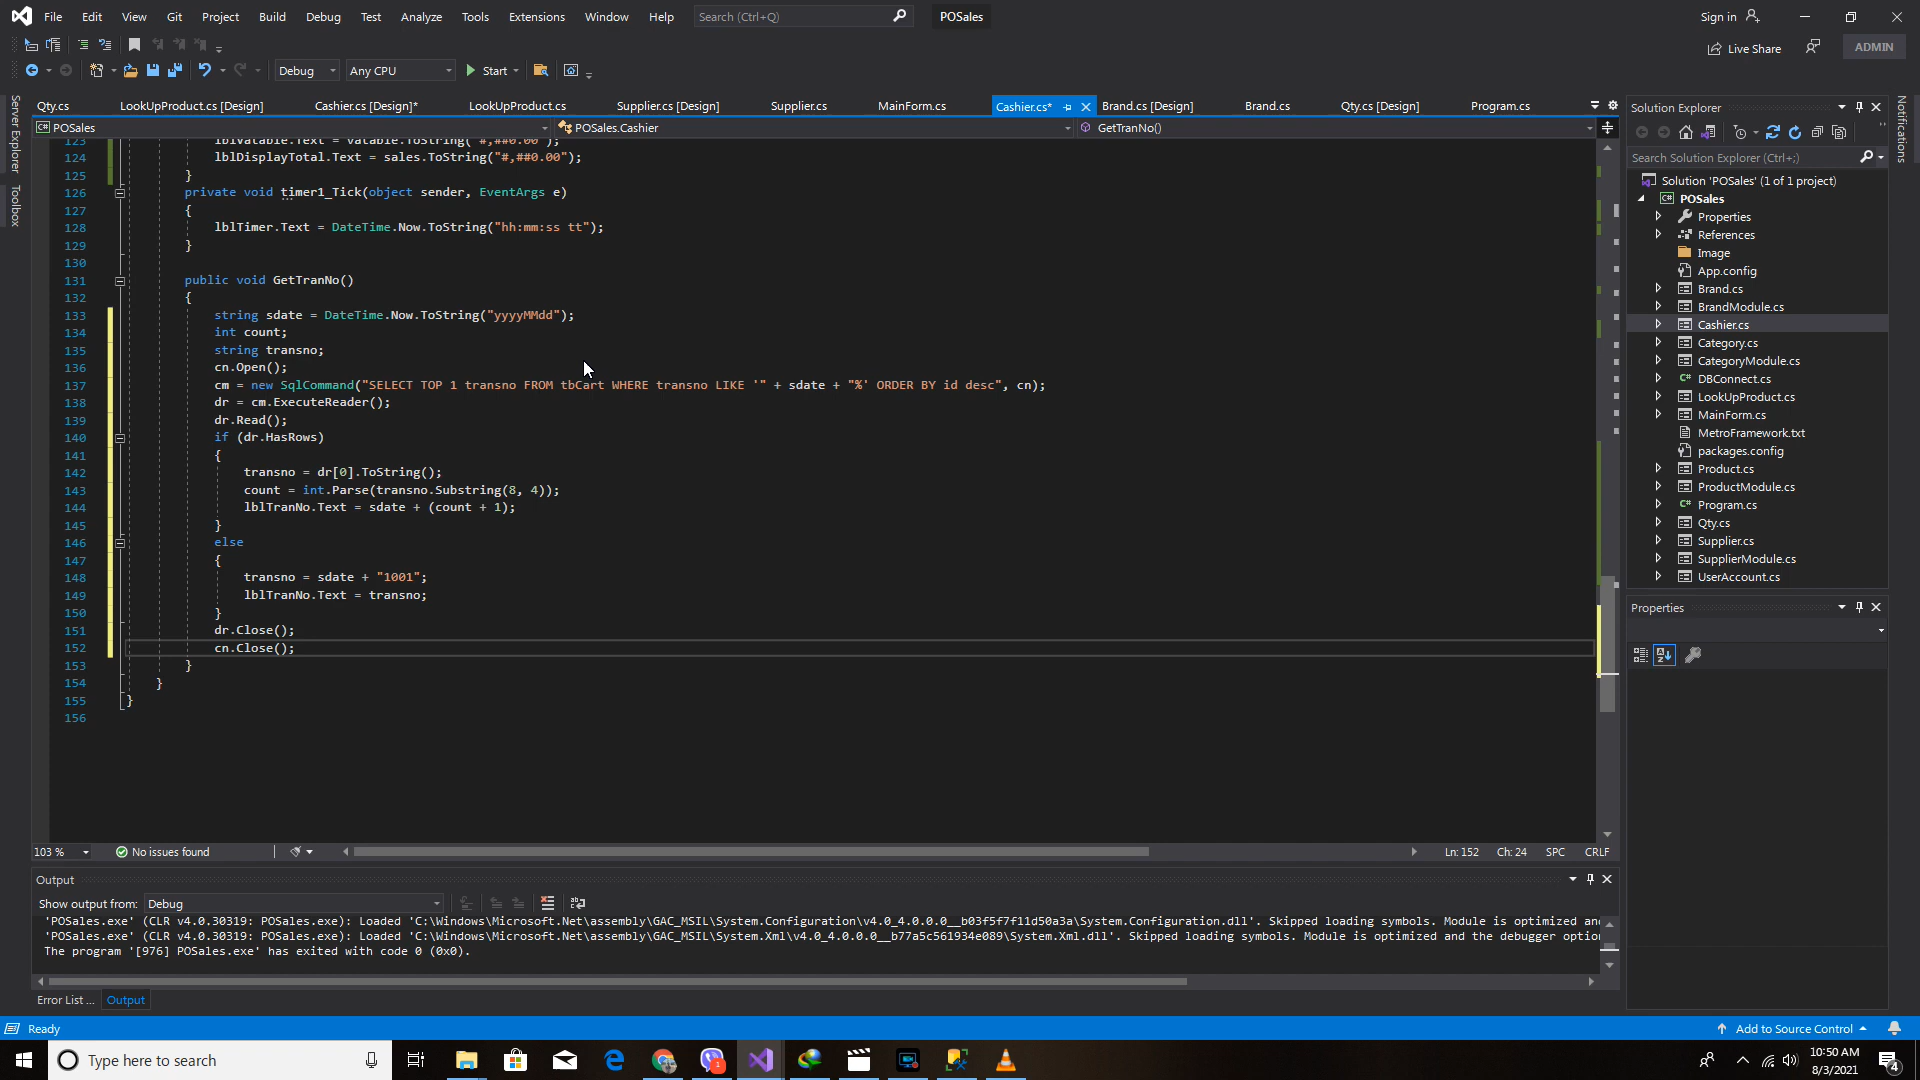 File Edit View Git Project Build Debug Test Analyze Tools Extensions Window Help Search (Ctrl+Q) POSales Sign in
Live Share ADMIN
Debug Any CPU Start
Server Explorer
Toolbox
Notifications
Qty.cs LookUpProduct.cs [Design] Cashier.cs [Design]* LookUpProduct.cs Supplier.cs [Design] Supplier.cs MainForm.cs Cashier.cs* Brand.cs [Design] Brand.cs Qty.cs [Design] Program.cs
POSales POSales.Cashier GetTranNo()
123 lblVatable.Text = vatable.ToString("#,##0.00");
124 lblDisplayTotal.Text = sales.ToString("#,##0.00");
125 }
126 private void timer1_Tick(object sender, EventArgs e)
127 {
128 lblTimer.Text = DateTime.Now.ToString("hh:mm:ss tt");
129 }
130
131 public void GetTranNo()
132 {
133 string sdate = DateTime.Now.ToString("yyyyMMdd");
134 int count;
135 string transno;
136 cn.Open();
137 cm = new SqlCommand("SELECT TOP 1 transno FROM tbCart WHERE transno LIKE '" + sdate + "%' ORDER BY id desc", cn);
138 dr = cm.ExecuteReader();
139 dr.Read();
140 if (dr.HasRows)
141 {
142 transno = dr[0].ToString();
143 count = int.Parse(transno.Substring(8, 4));
144 lblTranNo.Text = sdate + (count + 1);
145 }
146 else
147 {
148 transno = sdate + "1001";
149 lblTranNo.Text = transno;
150 }
151 dr.Close();
152 cn.Close();
153 }
154 }
155 }
156
103 % No issues found Ln: 152 Ch: 24 SPC CRLF
Output
Show output from: Debug
'POSales.exe' (CLR v4.0.30319: POSales.exe): Loaded 'C:\Windows\Microsoft.Net\assembly\GAC_MSIL\System.Configuration\v4.0_4.0.0.0__b03f5f7f11d50a3a\System.Configuration.dll'. Skipped loading symbols. Module is optimized an
'POSales.exe' (CLR v4.0.30319: POSales.exe): Loaded 'C:\Windows\Microsoft.Net\assembly\GAC_MSIL\System.Xml\v4.0_4.0.0.0__b77a5c561934e089\System.Xml.dll'. Skipped loading symbols. Module is optimized and the debugger optio
The program '[976] POSales.exe' has exited with code 0 (0x0).
Error List ... Output
Solution Explorer
Search Solution Explorer (Ctrl+;)
Solution 'POSales' (1 of 1 project)
POSales
Properties
References
Image
App.config
Brand.cs
BrandModule.cs
Cashier.cs
Category.cs
CategoryModule.cs
DBConnect.cs
LookUpProduct.cs
MainForm.cs
MetroFramework.txt
packages.config
Product.cs
ProductModule.cs
Program.cs
Qty.cs
Supplier.cs
SupplierModule.cs
UserAccount.cs
Properties
Ready Add to Source Control
Type here to search
1
10:50 AM
8/3/2021
4